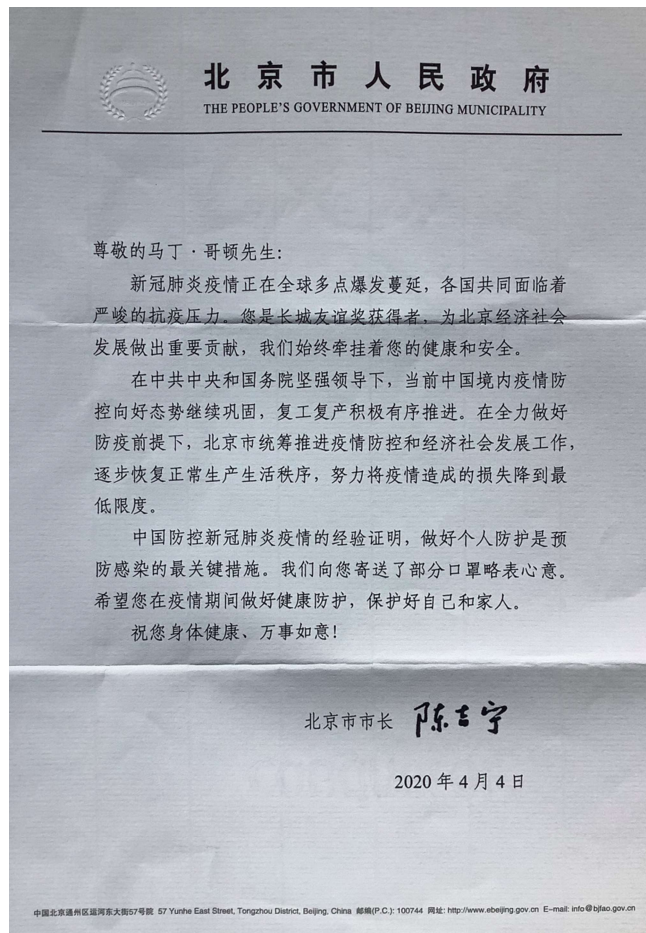 北京市人民政府
THE PEOPLE'S GOVERNMENT OF BEIJING MUNICIPALITY
尊敬的马丁·哥顿先生：
新冠肺炎疫情正在全球多点爆发蔓延，各国共同面临着
严峻的抗疫压力。您是长城友谊奖获得者，为北京经济社会
发展做出重要贡献，我们始终牵挂着您的健康和安全。
在中共中央和国务院坚强领导下，当前中国境内疫情防
控向好态势继续巩固，复工复产积极有序推进。在全力做好
防疫前提下，北京市统筹推进疫情防控和经济社会发展工作，
逐步恢复正常生产生活秩序，努力将疫情造成的损失降到最
低限度。
中国防控新冠肺炎疫情的经验证明，做好个人防护是预
防感染的最关键措施。我们向您寄送了部分口罩略表心意。
希望您在疫情期间做好健康防护，保护好自己和家人。
祝您身体健康、万事如意！
北京市市长 陈吉宁
2020 年 4 月 4 日
中国北京通州区运河东大街57号院 57 Yunhe East Street, Tongzhou District, Beijing, China 邮编(P.C.): 100744 网址: http://www.ebeijing.gov.cn E-mail: info@bjfao.gov.cn